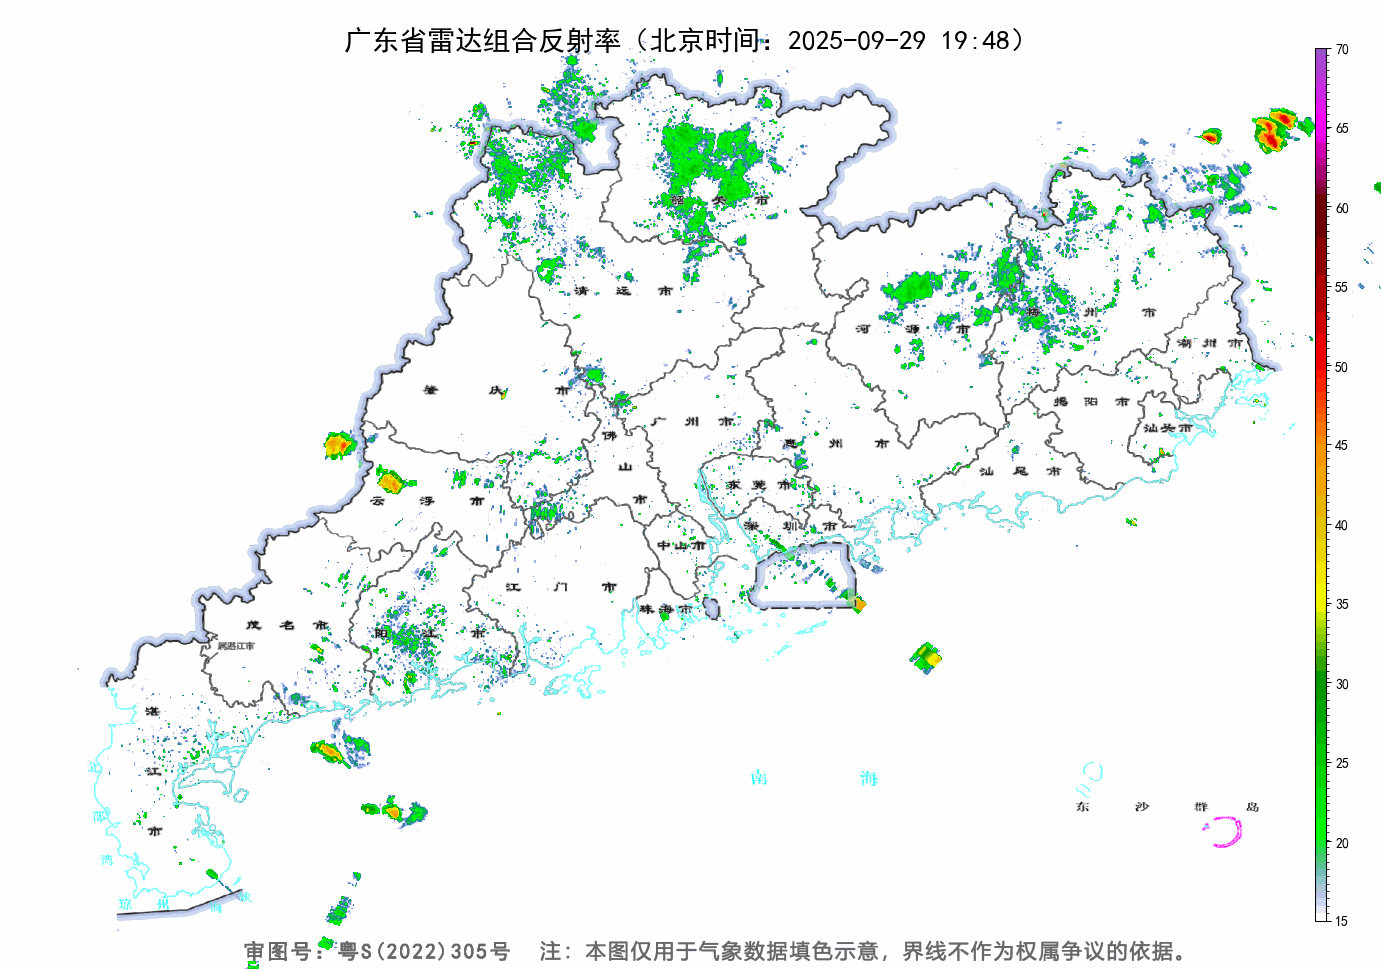 广东省雷达组合反射率（北京时间：2025-09-29 19:48）
70
65
60
55
50
45
40
35
30
25
20
15
韶关市
清远市
河源市
梅州市
潮州市
肇庆市
广州市
佛山市
惠州市
揭阳市
汕头市
汕尾市
云浮市
东莞市
深圳市
中山市
江门市
珠海市
茂名市
属湛江市
阳江市
湛江市
北部湾
琼州海峡
南海
东沙群岛
审图号：粤S(2022)305号 注：本图仅用于气象数据填色示意，界线不作为权属争议的依据。